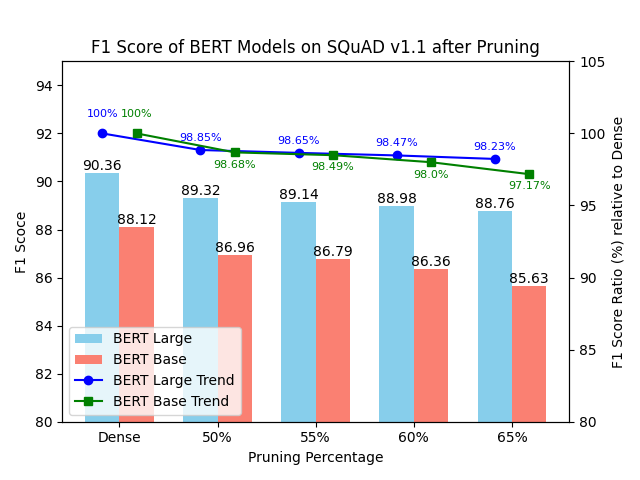 F1 Score of BERT Models on SQuAD v1.1 after Pruning
F1 Scoce
94
92
90
88
86
84
82
80
105
100
95
90
85
80
F1 Score Ratio (%) relative to Dense
100% 100%
98.85% 98.65% 98.47% 98.23%
98.68% 98.49% 98.0% 97.17%
90.36 88.12
89.32 86.96
89.14 86.79
88.98 86.36
88.76 85.63
BERT Large
BERT Base
BERT Large Trend
BERT Base Trend
Dense 50% 55% 60% 65%
Pruning Percentage